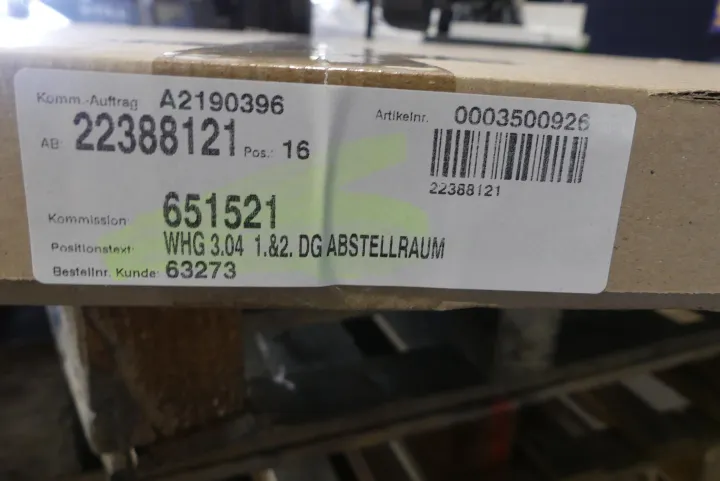 Komm.-Auftrag: A2190396
Artikelnr. 0003500926
AB: 22388121 Pos.: 16
22388121
Kommission: 651521
Positionstext: WHG 3.04 1.&2. DG ABSTELLRAUM
Bestellnr. Kunde: 63273